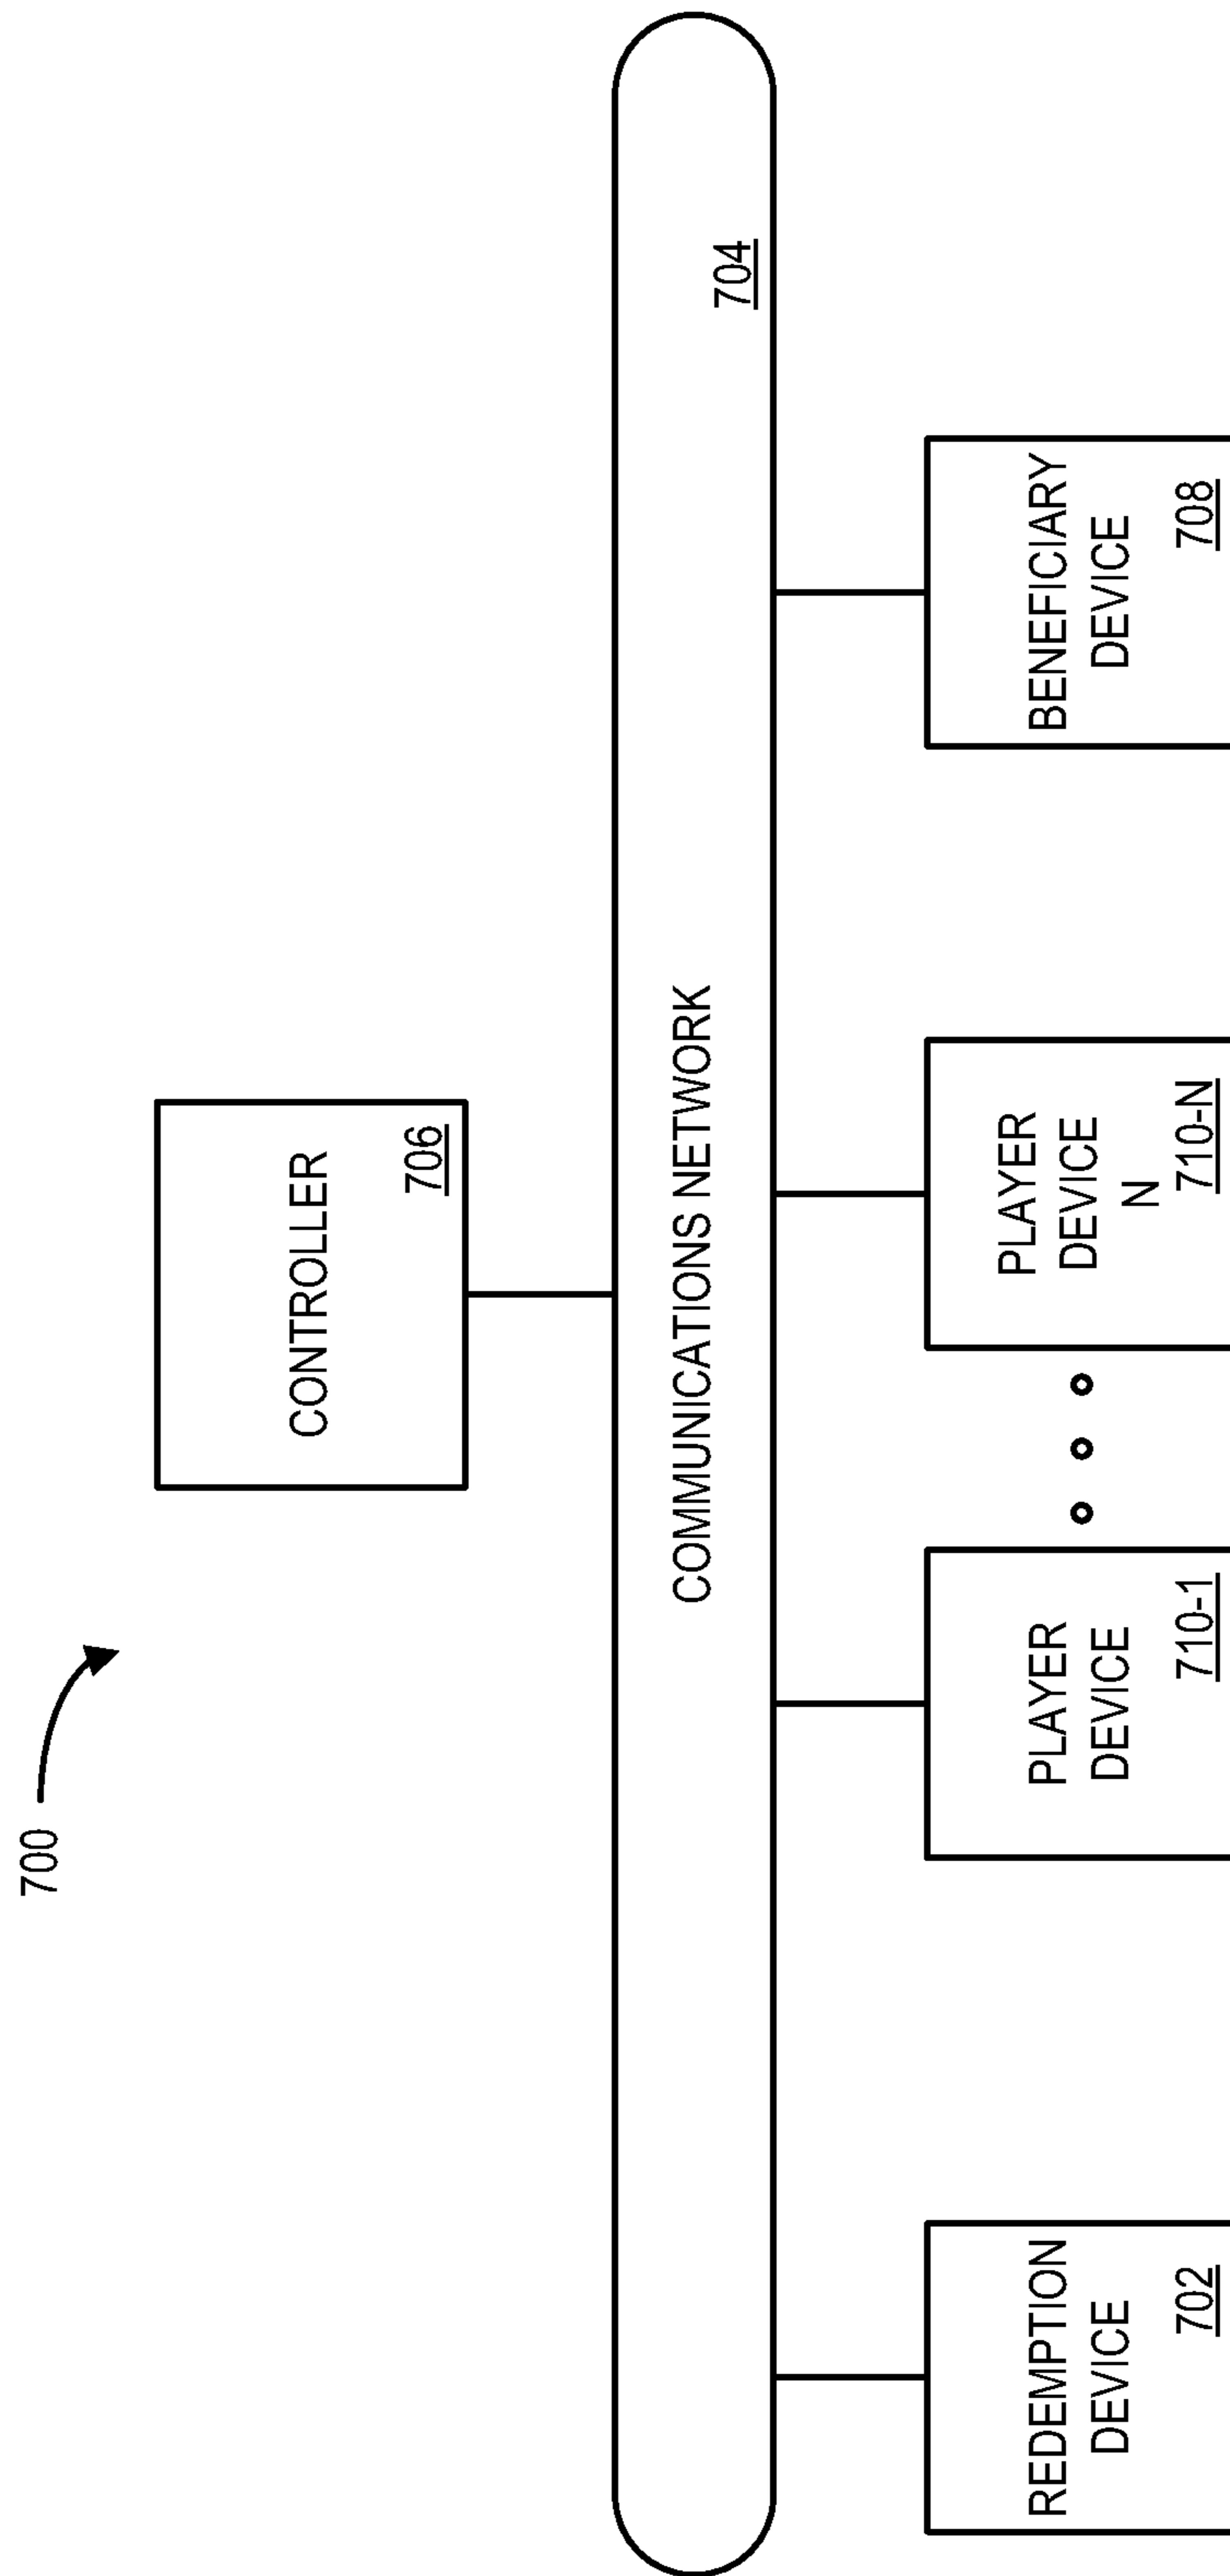 700
CONTROLLER
706
COMMUNICATIONS NETWORK
704
REDEMPTION
DEVICE
702
PLAYER
DEVICE
710-1
PLAYER
DEVICE
N
710-N
BENEFICIARY
DEVICE
708